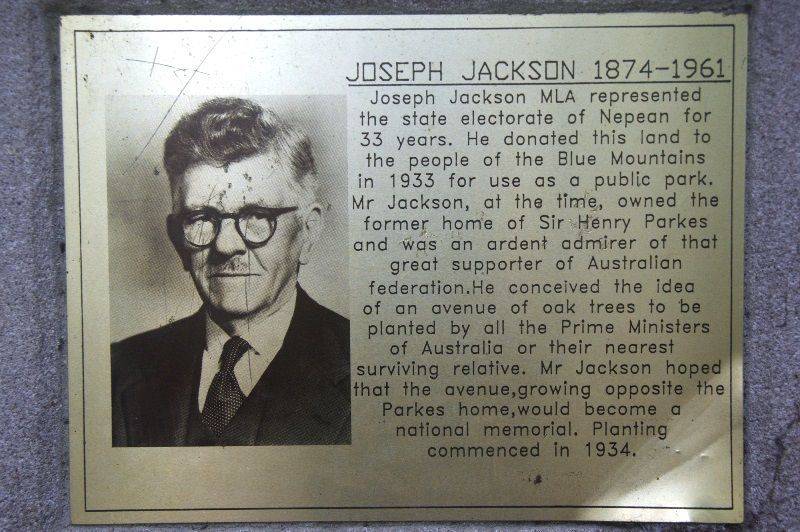 JOSEPH JACKSON 1874-1961
Joseph Jackson MLA represented
the state electorate of Nepean for
33 years. He donated this land to
the people of the Blue Mountains
in 1933 for use as a public park.
Mr Jackson, at the time, owned the
former home of Sir Henry Parkes
and was an ardent admirer of that
great supporter of Australian
federation.He conceived the idea
of an avenue of oak trees to be
planted by all the Prime Ministers
of Australia or their nearest
surviving relative. Mr Jackson hoped
that the avenue,growing opposite the
Parkes home,would become a
national memorial. Planting
commenced in 1934.